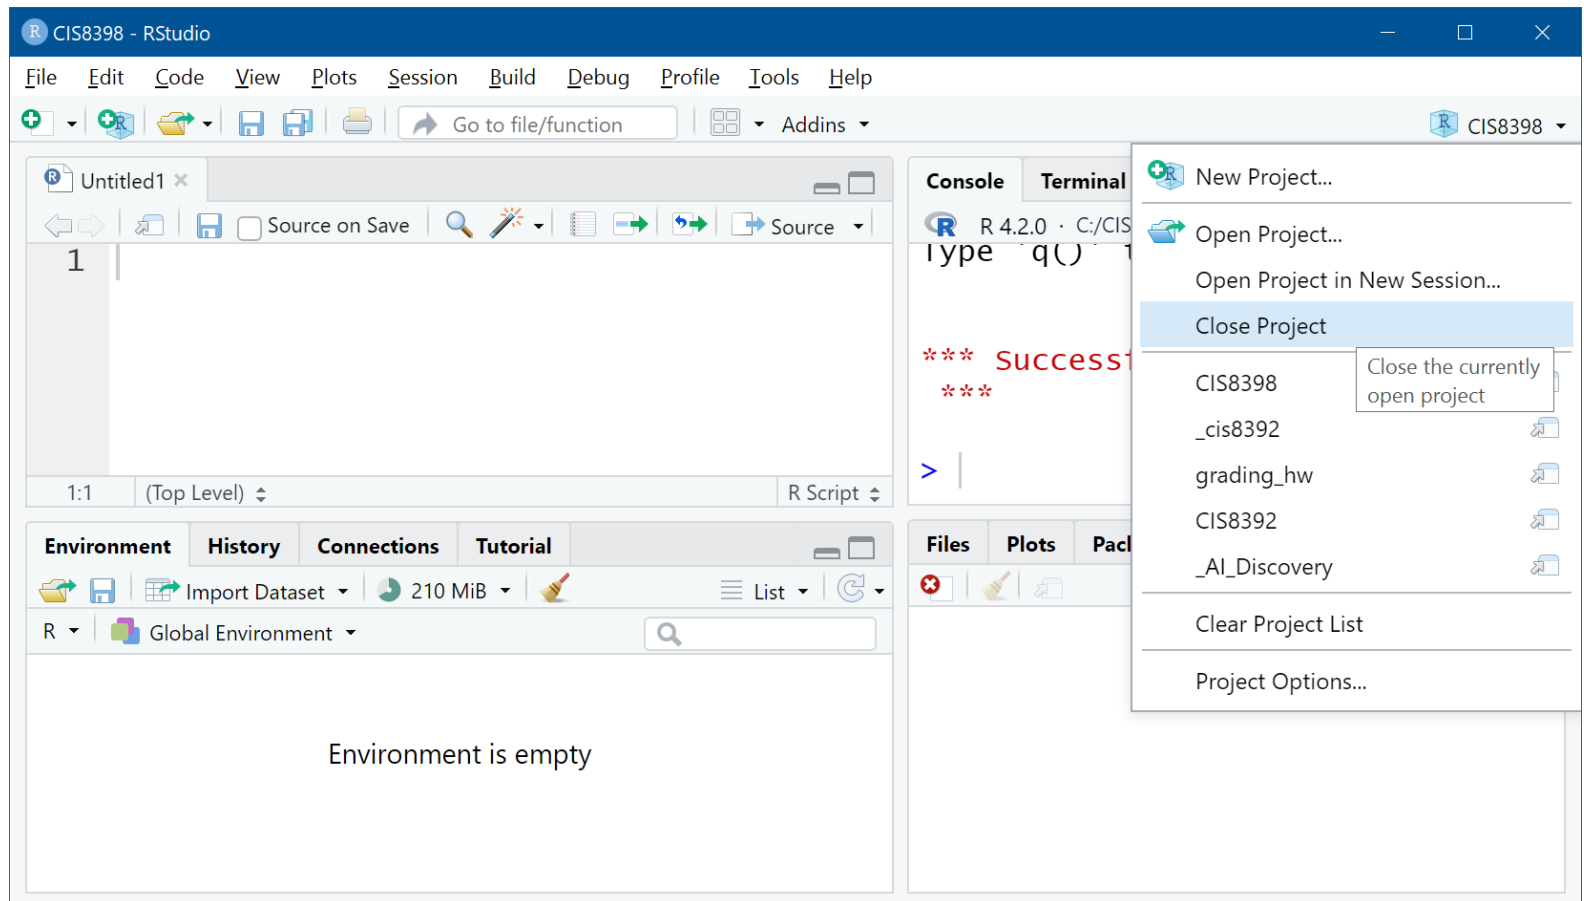 CIS8398 - RStudio
File Edit Code View Plots Session Build Debug Profile Tools Help
Go to file/function Addins CIS8398
Untitled1
Source on Save Source
1
1:1 (Top Level) R Script
Console Terminal
R 4.2.0 · C:/CIS
Type 'q()' t
*** Successf
***
>
New Project...
Open Project...
Open Project in New Session...
Close Project
Close the currently
open project
CIS8398
_cis8392
grading_hw
CIS8392
_AI_Discovery
Clear Project List
Project Options...
Environment History Connections Tutorial
Import Dataset 210 MiB List
R Global Environment
Environment is empty
Files Plots Pac